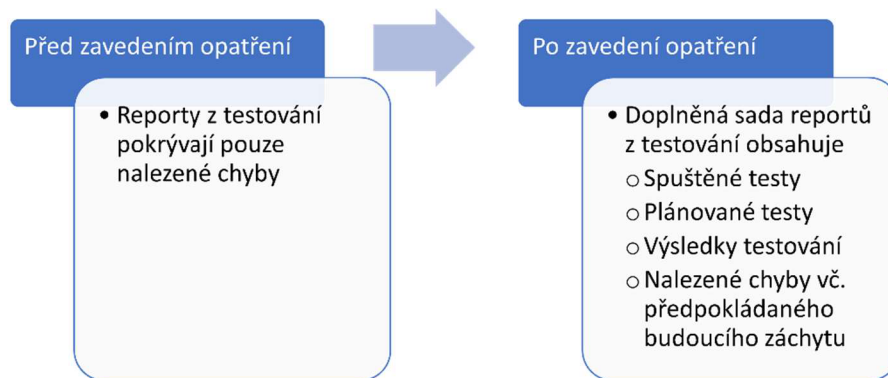 Před zavedením opatření
• Reporty z testování
pokrývají pouze
nalezené chyby
Po zavedení opatření
• Doplněná sada reportů
z testování obsahuje
o Spuštěné testy
o Plánované testy
o Výsledky testování
o Nalezené chyby vč.
předpokládaného
budoucího záchytu